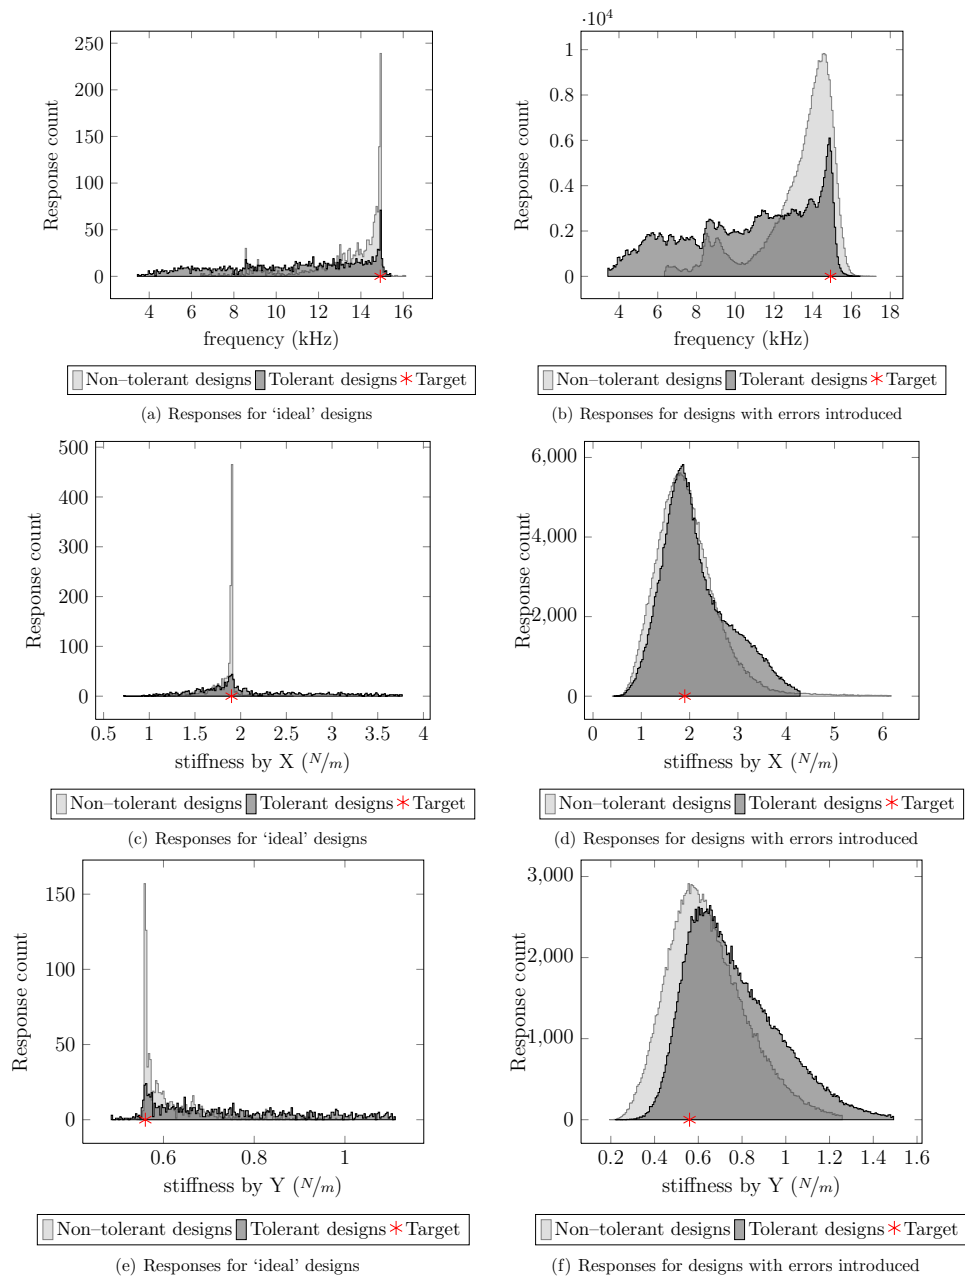 250
200
150
100
50
0
4 6 8 10 12 14 16
Response count
frequency (kHz)
Non–tolerant designs Tolerant designs Target
(a) Responses for ‘ideal’ designs
·10⁴
1
0.8
0.6
0.4
0.2
0
4 6 8 10 12 14 16 18
Response count
frequency (kHz)
Non–tolerant designs Tolerant designs Target
(b) Responses for designs with errors introduced
500
400
300
200
100
0
0.5 1 1.5 2 2.5 3 3.5 4
Response count
stiffness by X (N/m)
Non–tolerant designs Tolerant designs Target
(c) Responses for ‘ideal’ designs
6,000
4,000
2,000
0
0 1 2 3 4 5 6
Response count
stiffness by X (N/m)
Non–tolerant designs Tolerant designs Target
(d) Responses for designs with errors introduced
150
100
50
0
0.6 0.8 1
Response count
stiffness by Y (N/m)
Non–tolerant designs Tolerant designs Target
(e) Responses for ‘ideal’ designs
3,000
2,000
1,000
0
0.2 0.4 0.6 0.8 1 1.2 1.4 1.6
Response count
stiffness by Y (N/m)
Non–tolerant designs Tolerant designs Target
(f) Responses for designs with errors introduced